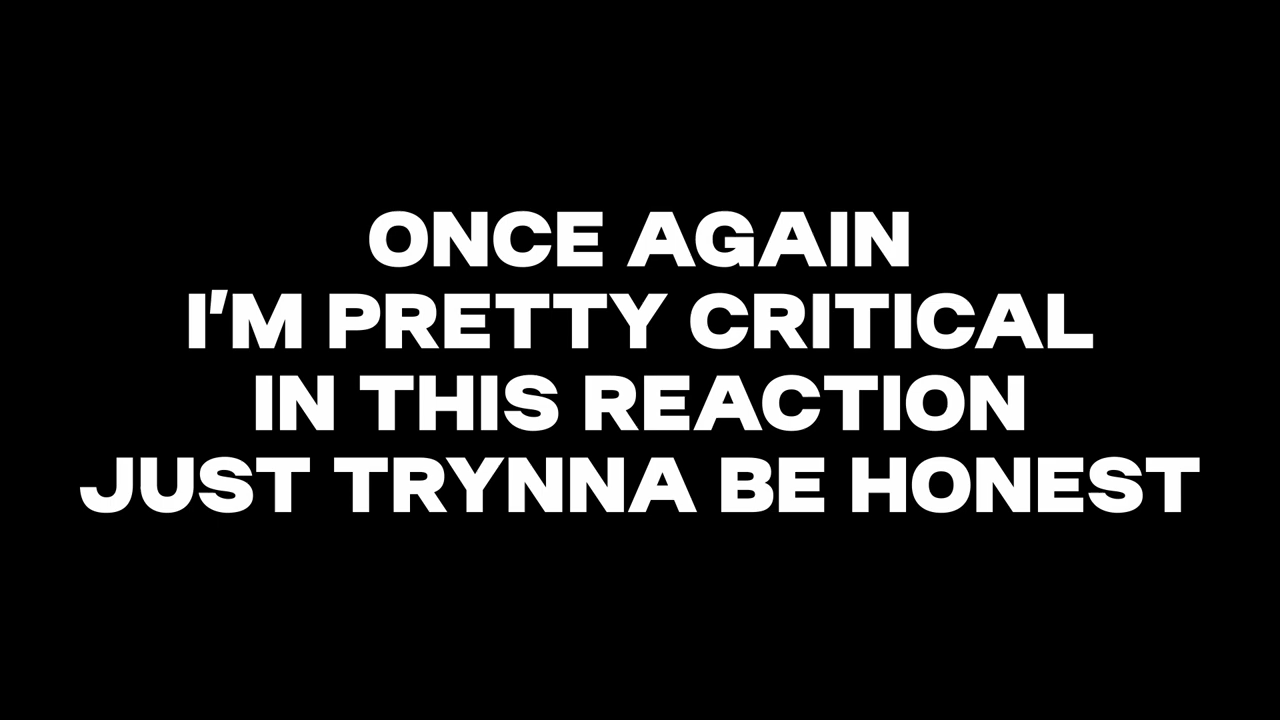 ONCE AGAIN
I'M PRETTY CRITICAL
IN THIS REACTION
JUST TRYNNA BE HONEST